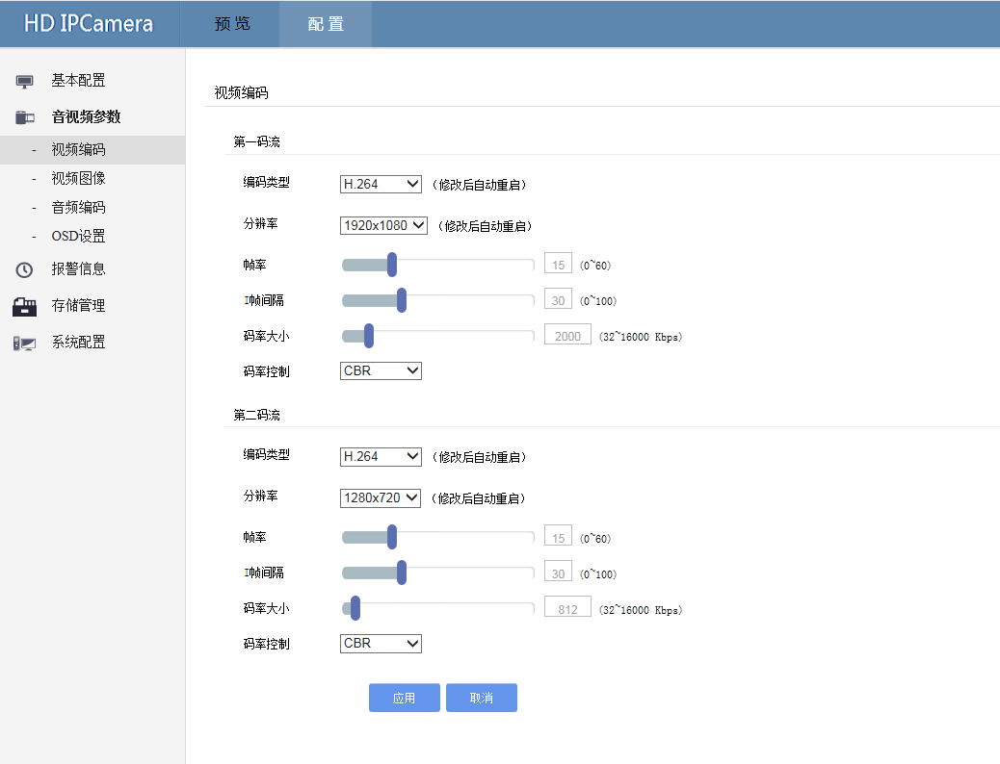 HD IPCamera 预览 配置
基本配置
音视频参数
- 视频编码
- 视频图像
- 音频编码
- OSD设置
报警信息
存储管理
系统配置
视频编码
第一码流
编码类型 H.264 (修改后自动重启)
分辨率 1920x1080 (修改后自动重启)
帧率 15 (0~60)
I帧间隔 30 (0~100)
码率大小 2000 (32~16000 Kbps)
码率控制 CBR
第二码流
编码类型 H.264 (修改后自动重启)
分辨率 1280x720 (修改后自动重启)
帧率 15 (0~60)
I帧间隔 30 (0~100)
码率大小 812 (32~16000 Kbps)
码率控制 CBR
应用 取消